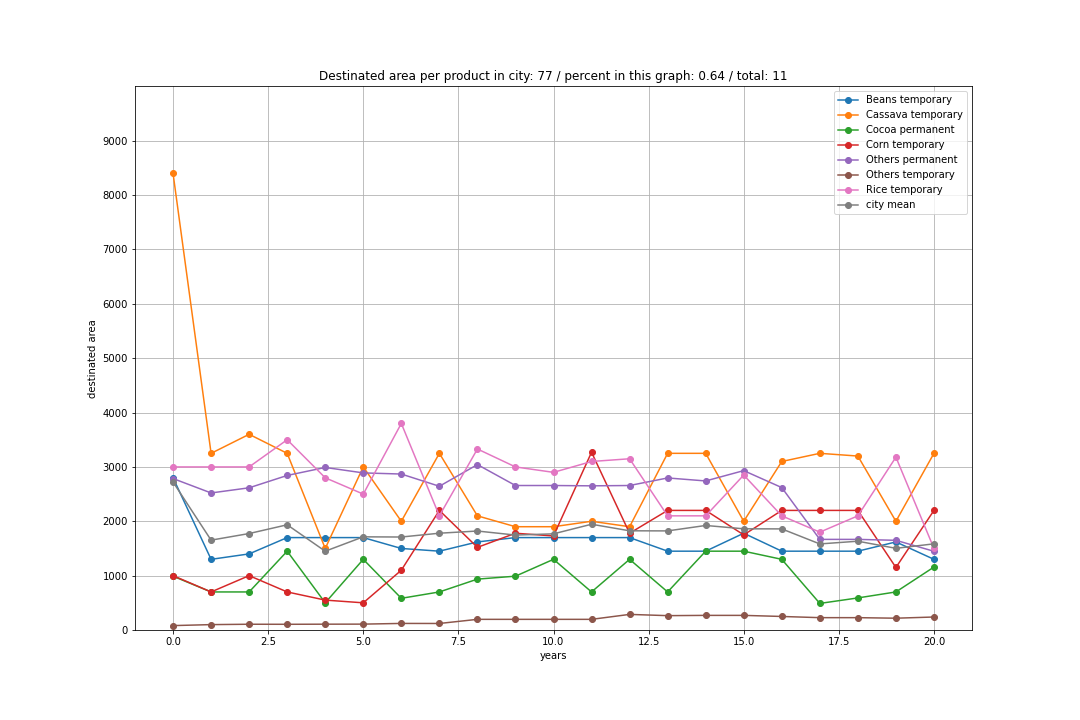 Destinated area per product in city: 77 / percent in this graph: 0.64 / total: 11
Beans temporary
Cassava temporary
Cocoa permanent
Corn temporary
Others permanent
Others temporary
Rice temporary
city mean
9000
8000
7000
6000
5000
4000
3000
2000
1000
0
destinated area
0.0 2.5 5.0 7.5 10.0 12.5 15.0 17.5 20.0
years